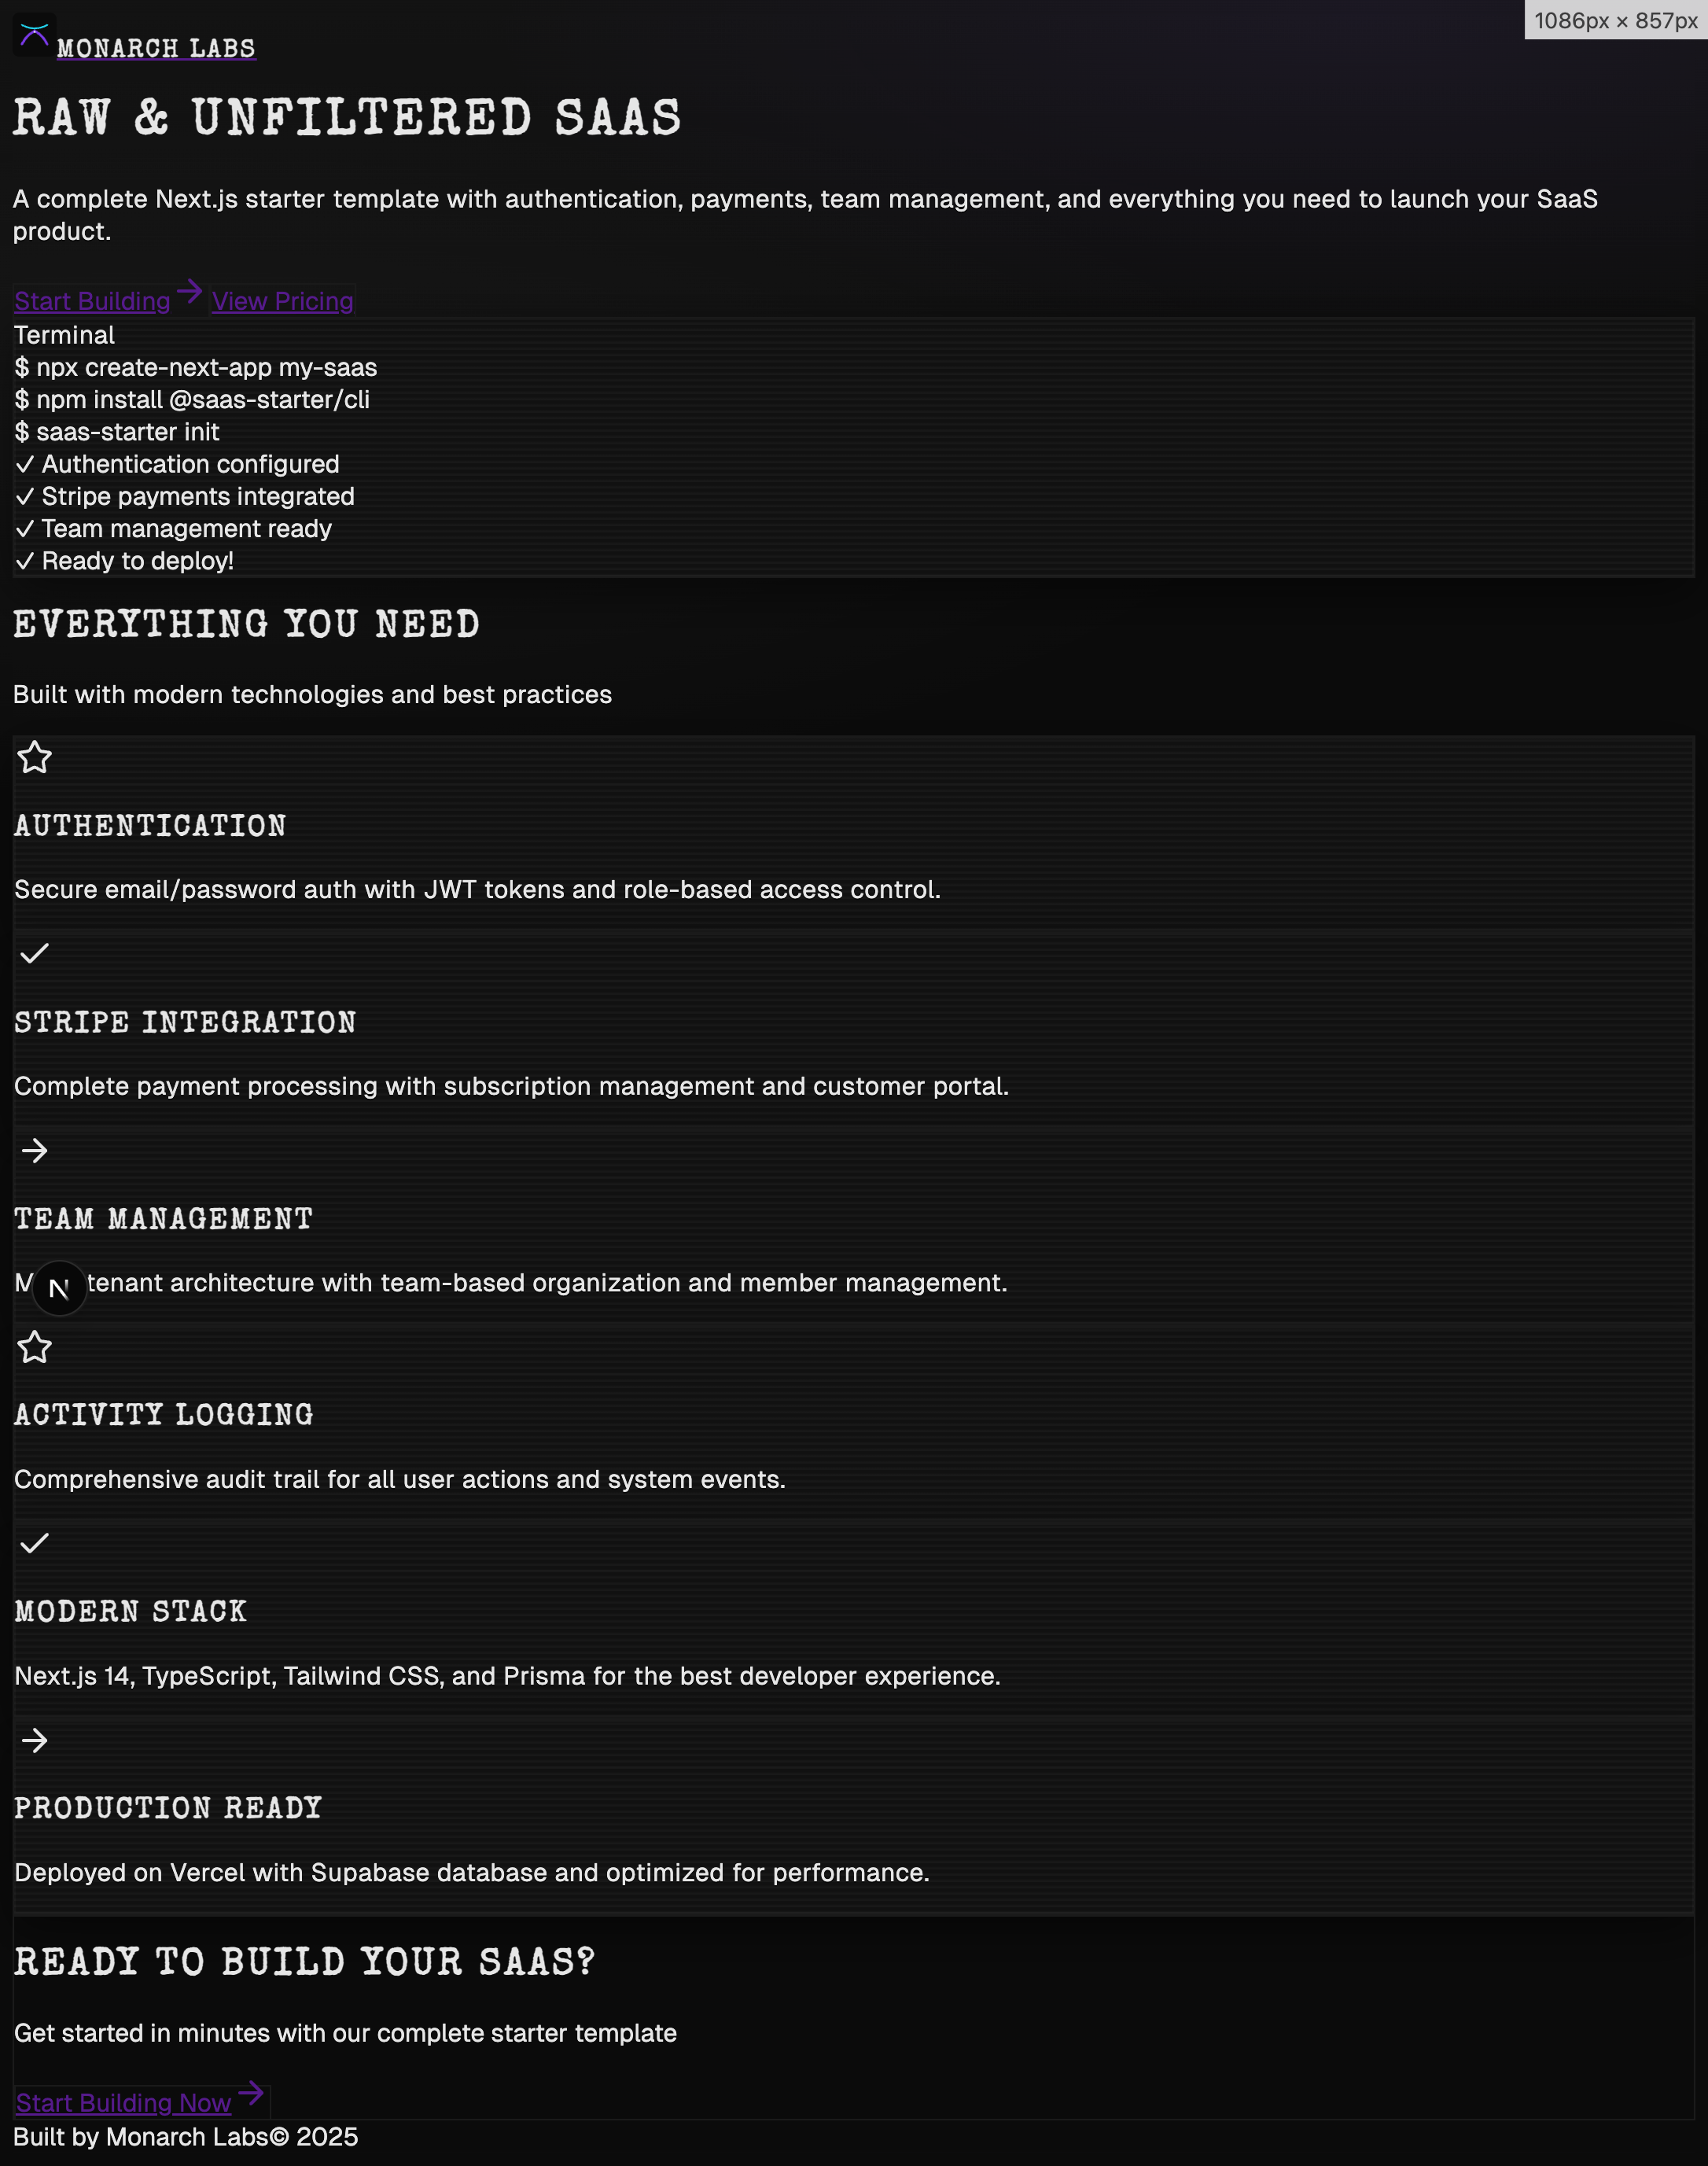 1086px × 857px
MONARCH LABS
RAW & UNFILTERED SAAS
A complete Next.js starter template with authentication, payments, team management, and everything you need to launch your SaaS
product.
Start Building → View Pricing
Terminal
$ npx create-next-app my-saas
$ npm install @saas-starter/cli
$ saas-starter init
✓ Authentication configured
✓ Stripe payments integrated
✓ Team management ready
✓ Ready to deploy!
EVERYTHING YOU NEED
Built with modern technologies and best practices
AUTHENTICATION
Secure email/password auth with JWT tokens and role-based access control.
STRIPE INTEGRATION
Complete payment processing with subscription management and customer portal.
TEAM MANAGEMENT
N
tenant architecture with team-based organization and member management.
ACTIVITY LOGGING
Comprehensive audit trail for all user actions and system events.
MODERN STACK
Next.js 14, TypeScript, Tailwind CSS, and Prisma for the best developer experience.
PRODUCTION READY
Deployed on Vercel with Supabase database and optimized for performance.
READY TO BUILD YOUR SAAS?
Get started in minutes with our complete starter template
Start Building Now →
Built by Monarch Labs© 2025